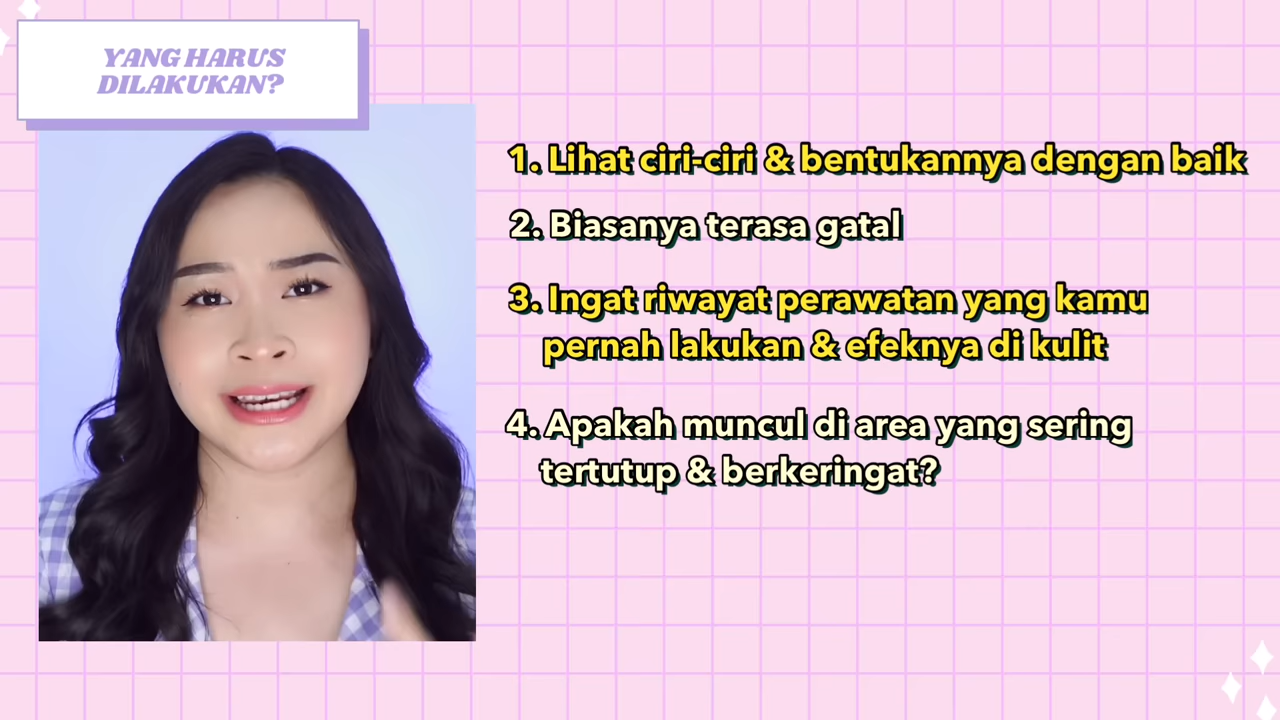 YANG HARUS
DILAKUKAN?
1. Lihat ciri-ciri & bentukannya dengan baik
2. Biasanya terasa gatal
3. Ingat riwayat perawatan yang kamu
pernah lakukan & efeknya di kulit
4. Apakah muncul di area yang sering
tertutup & berkeringat?